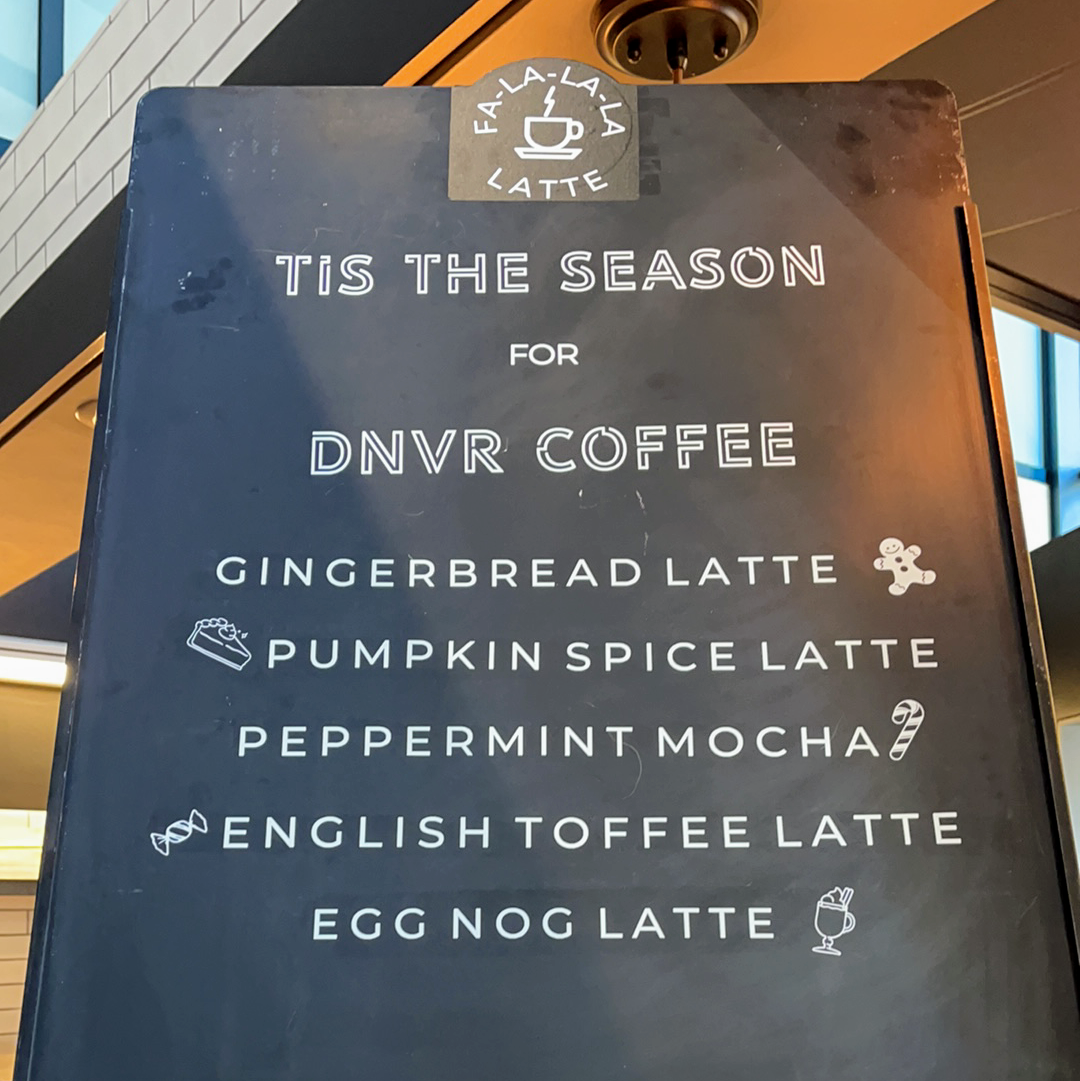 FA-LA-LA-LA
LATTE
TIS THE SEASON
FOR
DNVR COFFEE
GINGERBREAD LATTE
PUMPKIN SPICE LATTE
PEPPERMINT MOCHA
ENGLISH TOFFEE LATTE
EGG NOG LATTE